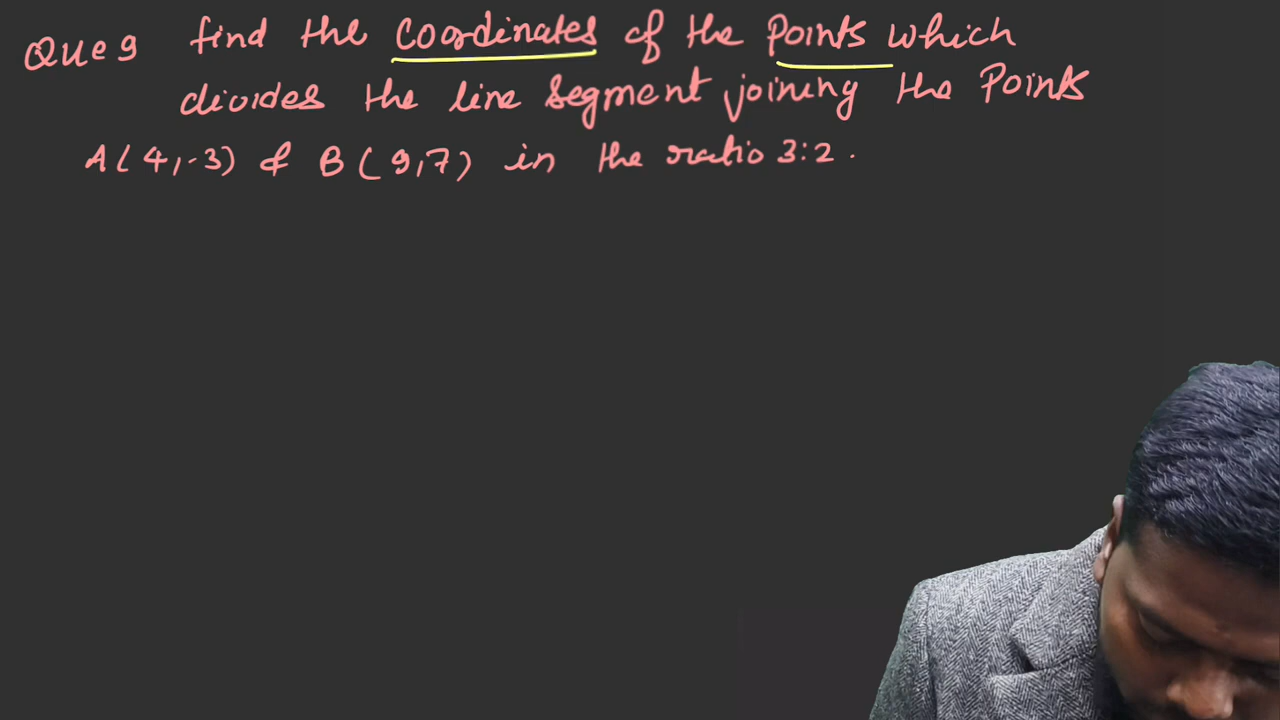 Que 9 find the coordinates of the Points which
divides the line segment joining the Points
A(4,-3) & B(9,7) in the ratio 3:2.